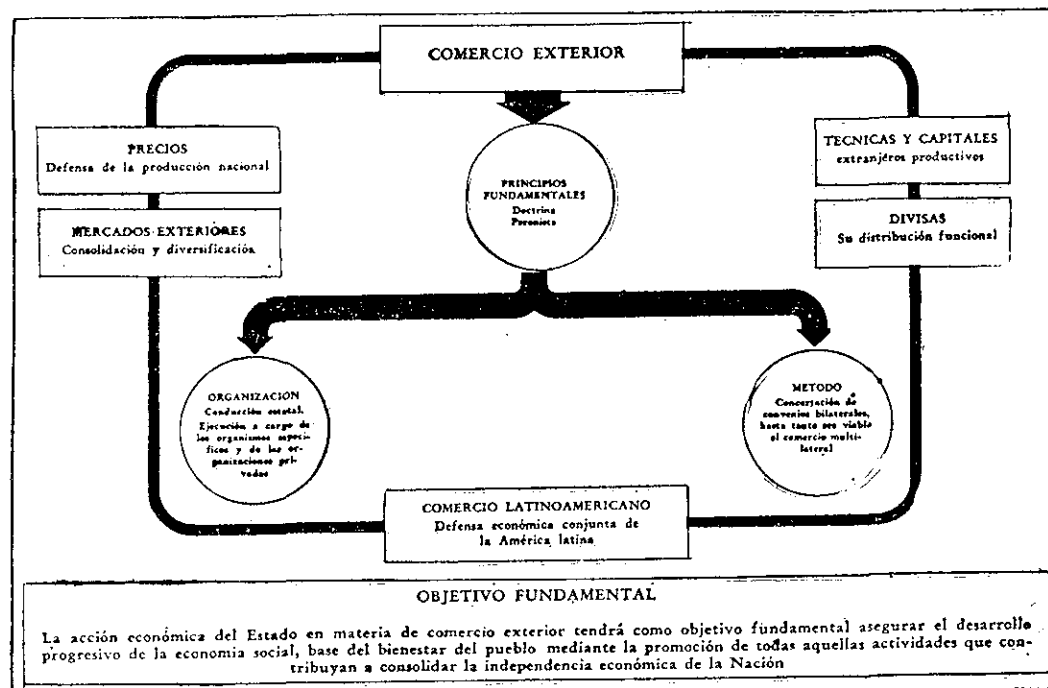 COMERCIO EXTERIOR
PRECIOS
Defensa de la producción nacional
MERCADOS EXTERIORES
Consolidación y diversificación
PRINCIPIOS
FUNDAMENTALES
Doctrina
Peronista
TECNICAS Y CAPITALES
extranjeros productivos
DIVISAS
Su distribución funcional
ORGANIZACION
Conducción estatal.
Ejecución a cargo de
los organismos especí-
ficos y de las or-
ganizaciones pri-
vadas
METODO
Concertación de
convenios bilaterales,
hasta tanto sea viable
el comercio multi-
lateral
COMERCIO LATINOAMERICANO
Defensa económica conjunta de
la América latina
OBJETIVO FUNDAMENTAL
La acción económica del Estado en materia de comercio exterior tendrá como objetivo fundamental asegurar el desarrollo
progresivo de la economia social, base del bienestar del pueblo mediante la promoción de todas aquellas actividades que con-
tribuyan a consolidar la independencia económica de la Nación